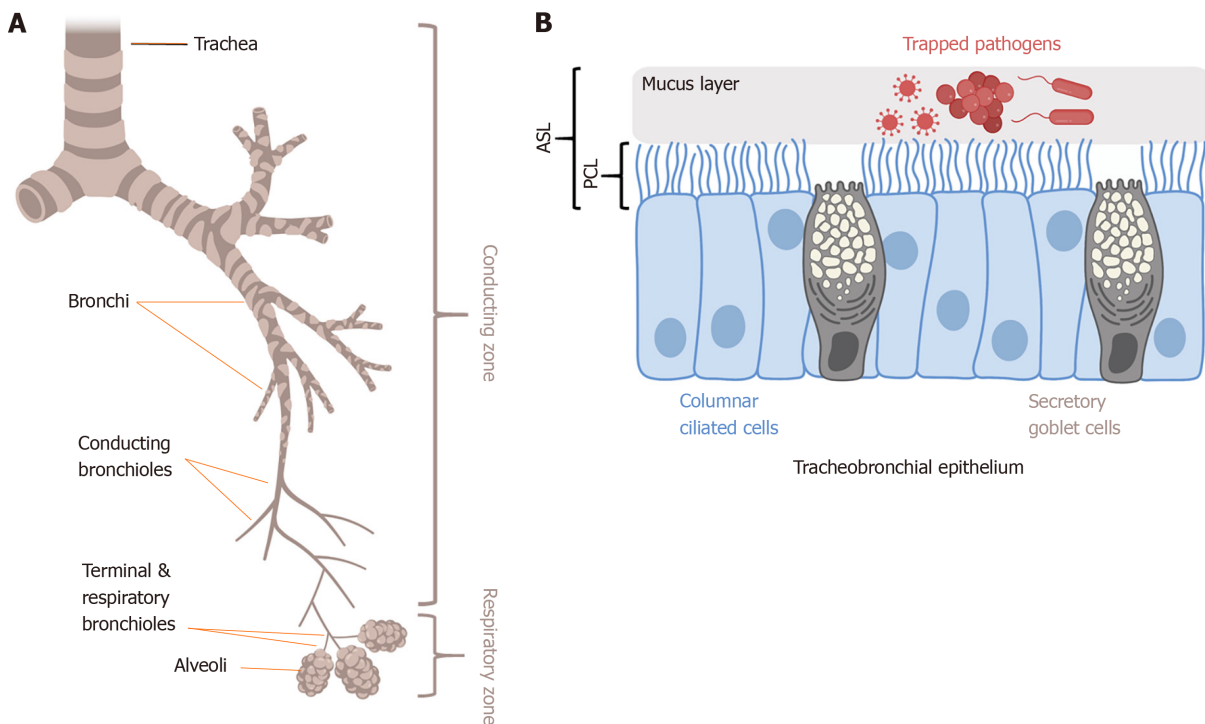 A
Trachea
Bronchi
Conducting
bronchioles
Terminal &
respiratory
bronchioles
Alveoli
Conducting zone
Respiratory zone
B
Trapped pathogens
Mucus layer
ASL
PCL
Columnar
ciliated cells
Secretory
goblet cells
Tracheobronchial epithelium